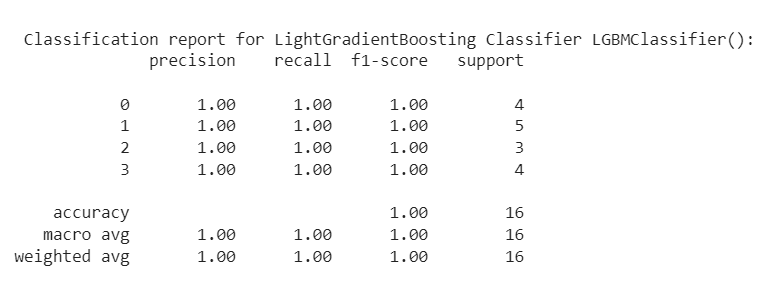 Classification report for LightGradientBoosting Classifier LGBMClassifier():
precision recall f1-score support
0 1.00 1.00 1.00 4
1 1.00 1.00 1.00 5
2 1.00 1.00 1.00 3
3 1.00 1.00 1.00 4
accuracy 1.00 16
macro avg 1.00 1.00 1.00 16
weighted avg 1.00 1.00 1.00 16